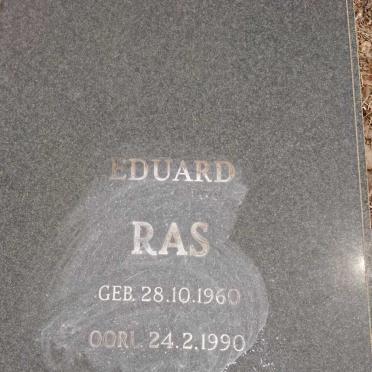 EDUARD
RAS
GEB. 28.10.1960
OORL. 24.2.1990